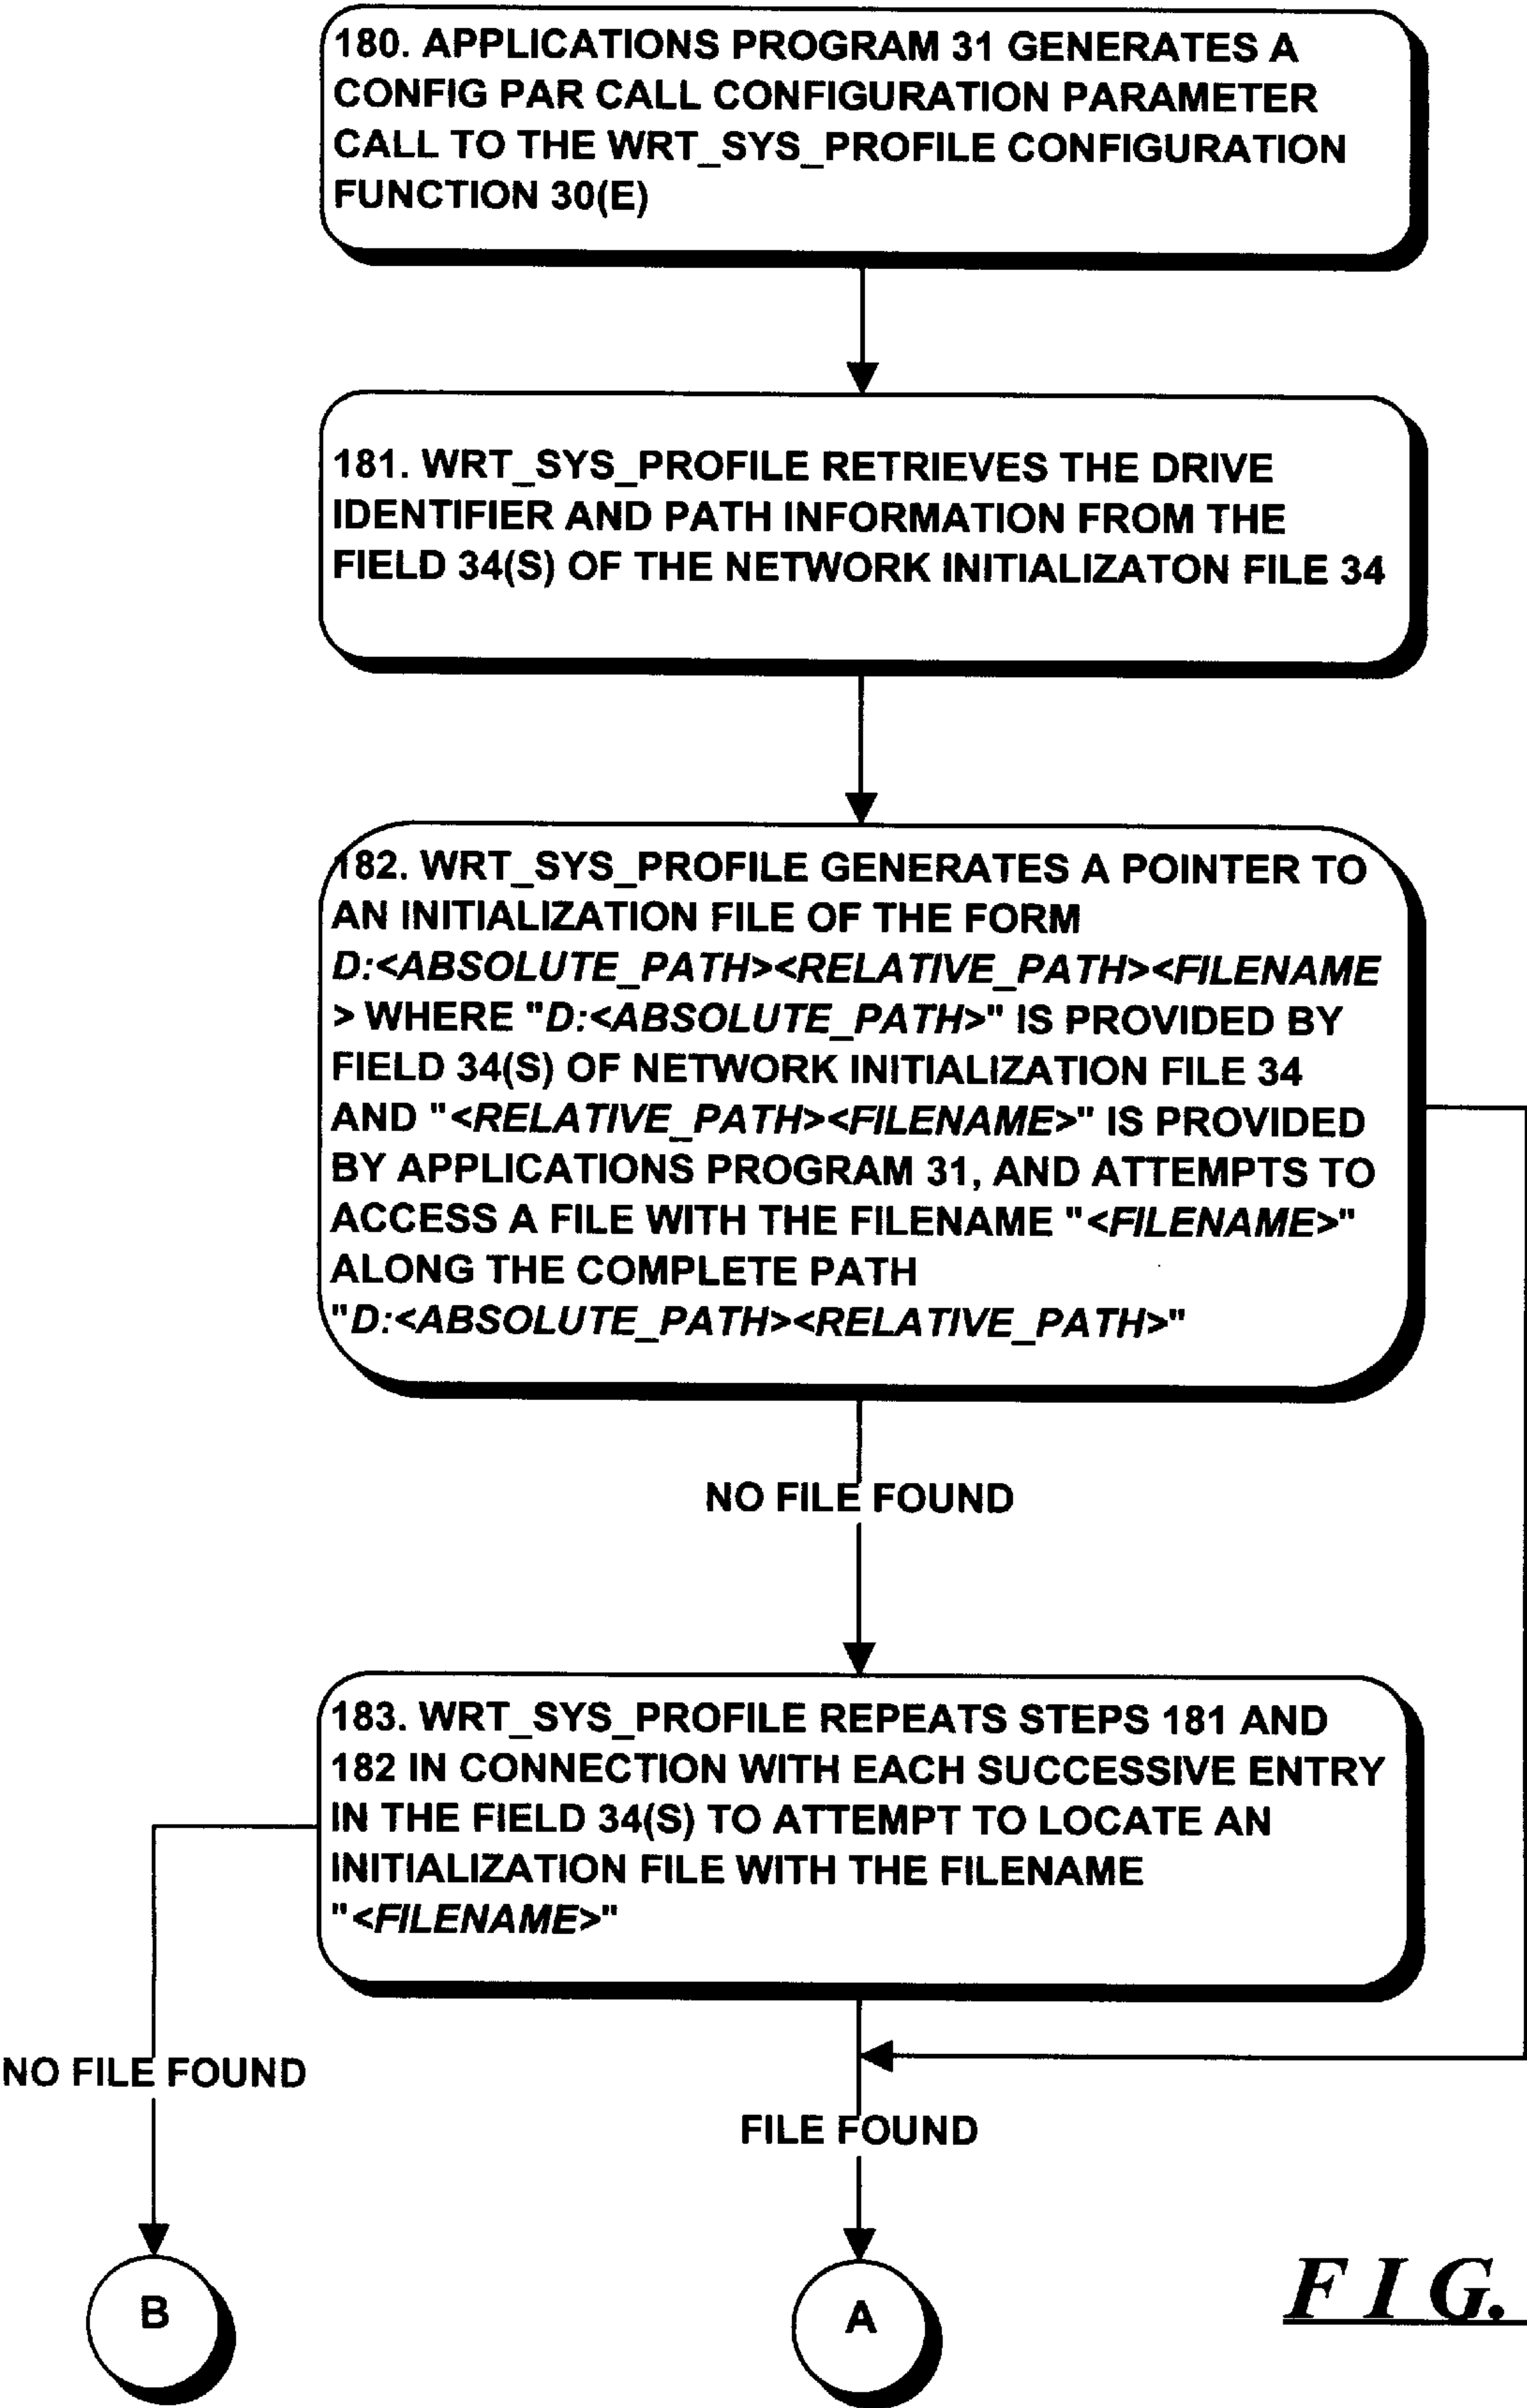 180. APPLICATIONS PROGRAM 31 GENERATES A
CONFIG PAR CALL CONFIGURATION PARAMETER
CALL TO THE WRT_SYS_PROFILE CONFIGURATION
FUNCTION 30(E)
181. WRT_SYS_PROFILE RETRIEVES THE DRIVE
IDENTIFIER AND PATH INFORMATION FROM THE
FIELD 34(S) OF THE NETWORK INITIALIZATON FILE 34
182. WRT_SYS_PROFILE GENERATES A POINTER TO
AN INITIALIZATION FILE OF THE FORM
D:<ABSOLUTE_PATH><RELATIVE_PATH><FILENAME
> WHERE "D:<ABSOLUTE_PATH>" IS PROVIDED BY
FIELD 34(S) OF NETWORK INITIALIZATION FILE 34
AND "<RELATIVE_PATH><FILENAME>" IS PROVIDED
BY APPLICATIONS PROGRAM 31, AND ATTEMPTS TO
ACCESS A FILE WITH THE FILENAME "<FILENAME>"
ALONG THE COMPLETE PATH
"D:<ABSOLUTE_PATH><RELATIVE_PATH>"
NO FILE FOUND
183. WRT_SYS_PROFILE REPEATS STEPS 181 AND
182 IN CONNECTION WITH EACH SUCCESSIVE ENTRY
IN THE FIELD 34(S) TO ATTEMPT TO LOCATE AN
INITIALIZATION FILE WITH THE FILENAME
"<FILENAME>"
NO FILE FOUND
FILE FOUND
B
A
FIG.